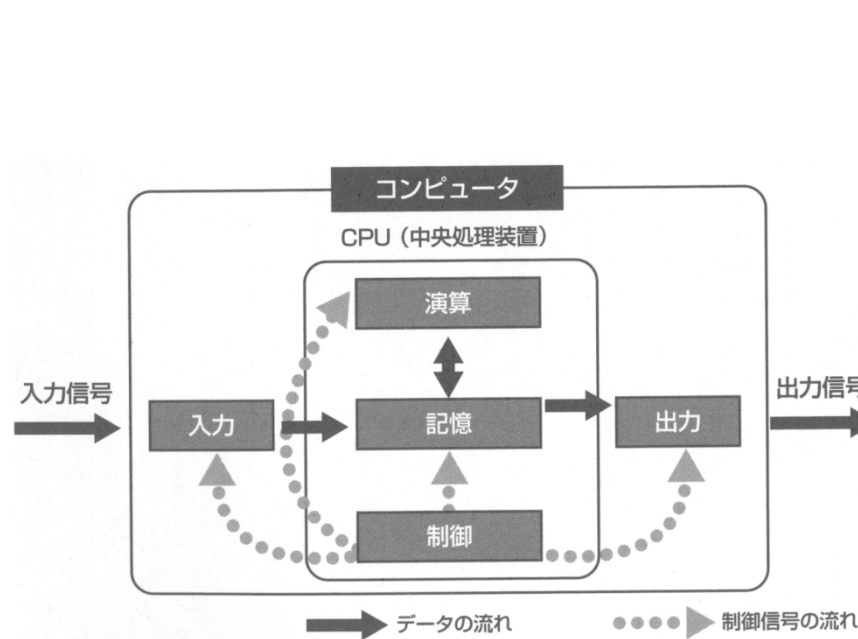 コンピュータ
CPU（中央処理装置）
演算
入力信号
出力信号
入力
記憶
出力
制御
データの流れ
制御信号の流れ